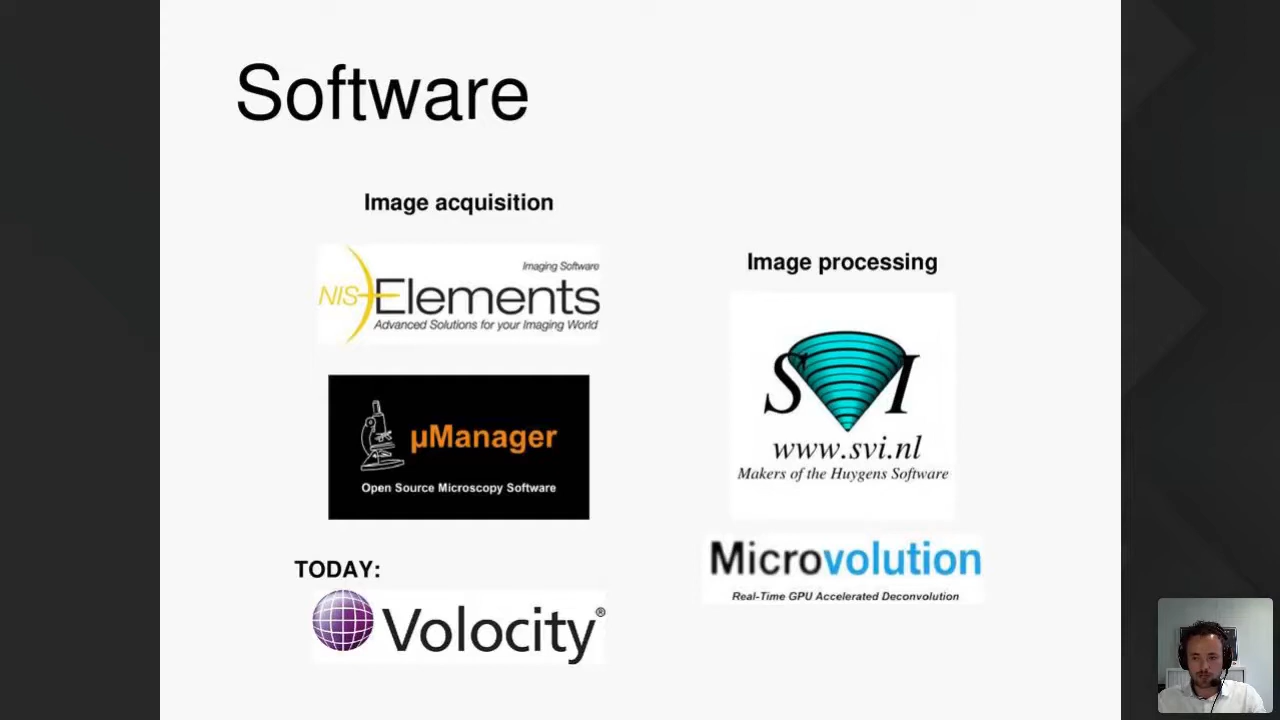 Software
Image acquisition
Imaging Software
NIS Elements
Advanced Solutions for your Imaging World
µManager
Open Source Microscopy Software
TODAY:
Volocity®
Image processing
SVI
www.svi.nl
Makers of the Huygens Software
Microvolution
Real-Time GPU Accelerated Deconvolution